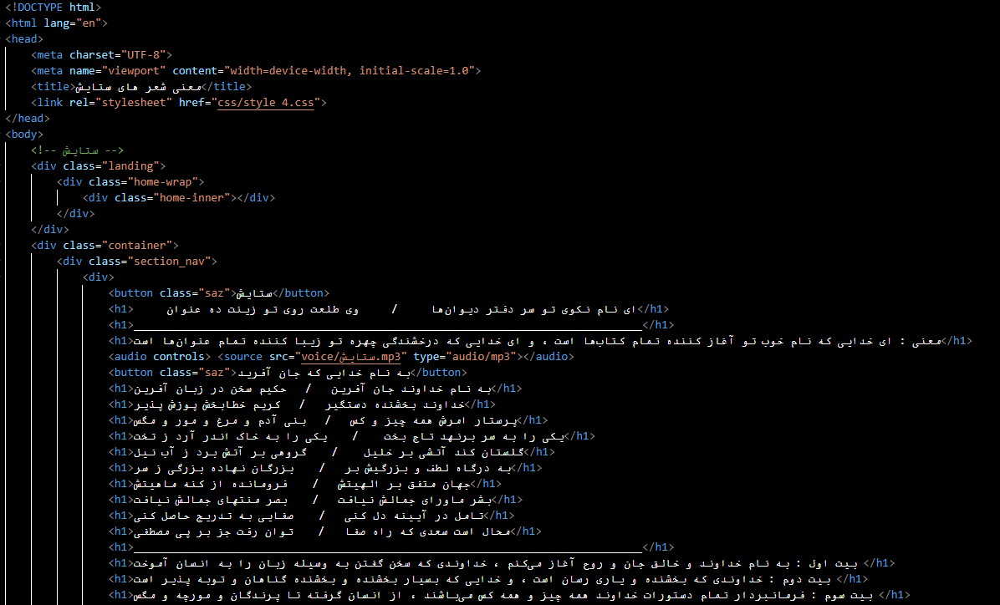 <!DOCTYPE html>
<html lang="en">
<head>
<meta charset="UTF-8">
<meta name="viewport" content="width=device-width, initial-scale=1.0">
<title>معنی شعر های ستایش</title>
<link rel="stylesheet" href="css/style 4.css">
</head>
<body>
<!-- ستایش -->
<div class="landing">
<div class="home-wrap">
<div class="home-inner"></div>
</div>
</div>
<div class="container">
<div class="section_nav">
<div>
<button class="saz">ستایش</button>
<h1>ای نام نکوی تو سر دفتر دیوان‌ها / وی طلعت روی تو زینت ده عنوان</h1>
<h1>________________________________________________________________________________</h1>
<h1>معنی : ای خدایی که نام خوب تو آغاز کننده تمام کتاب‌ها است ، و ای خدایی که درخشندگی چهره تو زیبا کننده تمام عنوان‌ها است</h1>
<audio controls> <source src="voice/ستایش.mp3" type="audio/mp3"></audio>
<button class="saz">به نام خدایی که جان آفرید</button>
<h1>به نام خداوند جان آفرین / حکیم سخن در زبان آفرین</h1>
<h1>خداوند بخشنده دستگیر / کریم خطابخش پوزش پذیر</h1>
<h1>پرستار امرش همه چیز و کس / بنی آدم و مرغ و مور و مگس</h1>
<h1>یکی را به سر برنهد تاج بخت / یکی را به خاک اندر آرد ز تخت</h1>
<h1>گلستان کند آتشی بر خلیل / گروهی بر آتش برد ز آب نیل</h1>
<h1>به درگاه لطف و بزرگیش بر / بزرگان نهاده بزرگی ز سر</h1>
<h1>جهان متفق بر الهیتش / فرومانده از کنه ماهیتش</h1>
<h1>بشر ماورای جمالش نیافت / بصر منتهای جمالش نیافت</h1>
<h1>تامل در آیینه دل کنی / صفایی به تدریج حاصل کنی</h1>
<h1>محال است سعدی که راه صفا / توان رفت جز بر پی مصطفی</h1>
<h1>________________________________________________________________________________</h1>
<h1>بیت اول : به نام خداوند و خالق جان و روح آغاز می‌کنم ، خداوندی که سخن گفتن به وسیله زبان را به انسان آموخت </h1>
<h1>بیت دوم : خداوندی که بخشنده و یاری رسان است ، و خدایی که بسیار بخشنده و بخشنده گناهان و توبه پذیر است </h1>
<h1>بیت سوم : فرمانبردار تمام دستورات خداوند همه چیز و همه کس می‌باشند ، از انسان گرفته تا پرندگان و مورچه و مگس </h1>